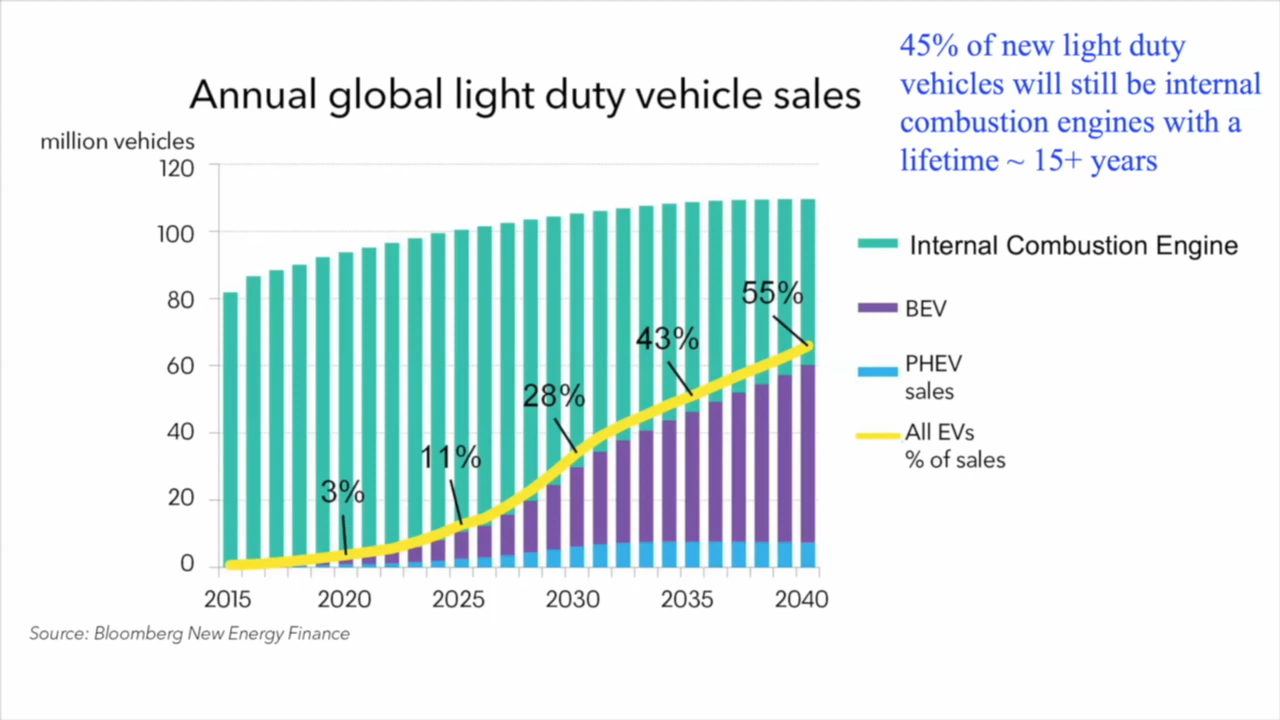 45% of new light duty
vehicles will still be internal
combustion engines with a
lifetime ~ 15+ years
Annual global light duty vehicle sales
million vehicles
120
100
80
60
40
20
0
3%
11%
28%
43%
55%
2015 2020 2025 2030 2035 2040
Internal Combustion Engine
BEV
PHEV
sales
All EVs
% of sales
Source: Bloomberg New Energy Finance